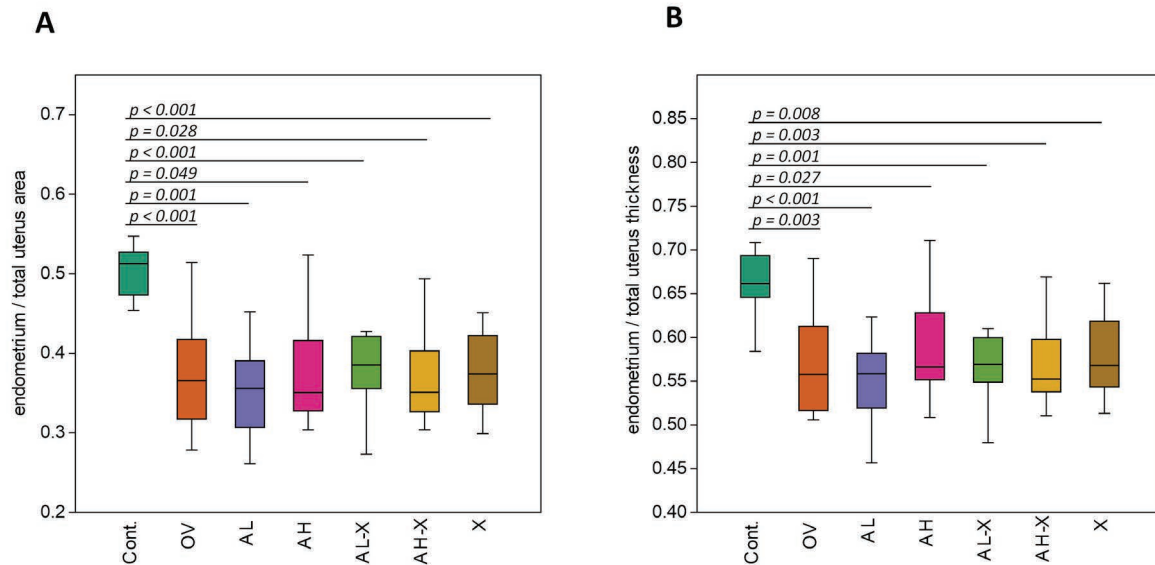 A
endometrium / total uterus area
0.7
0.6
0.5
0.4
0.3
0.2
p < 0.001
p = 0.028
p < 0.001
p = 0.049
p = 0.001
p < 0.001
Cont.
OV
AL
AH
AL-X
AH-X
X
B
endometrium / total uterus thickness
0.85
0.80
0.75
0.70
0.65
0.60
0.55
0.50
0.45
0.40
p = 0.008
p = 0.003
p = 0.001
p = 0.027
p < 0.001
p = 0.003
Cont.
OV
AL
AH
AL-X
AH-X
X